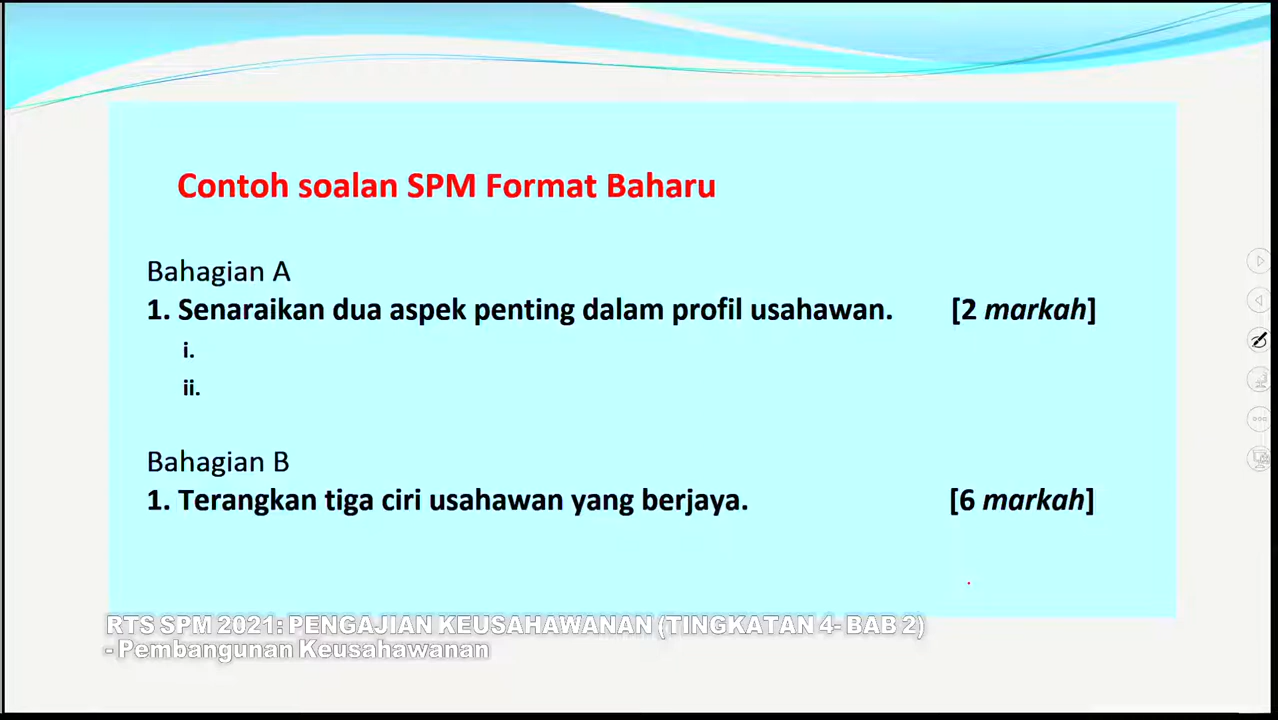 Contoh soalan SPM Format Baharu
Bahagian A
1. Senaraikan dua aspek penting dalam profil usahawan. [2 markah]
i.
ii.
Bahagian B
1. Terangkan tiga ciri usahawan yang berjaya. [6 markah]
RTS SPM 2021: PENGAJIAN KEUSAHAWANAN (TINGKATAN 4- BAB 2)
- Pembangunan Keusahawanan